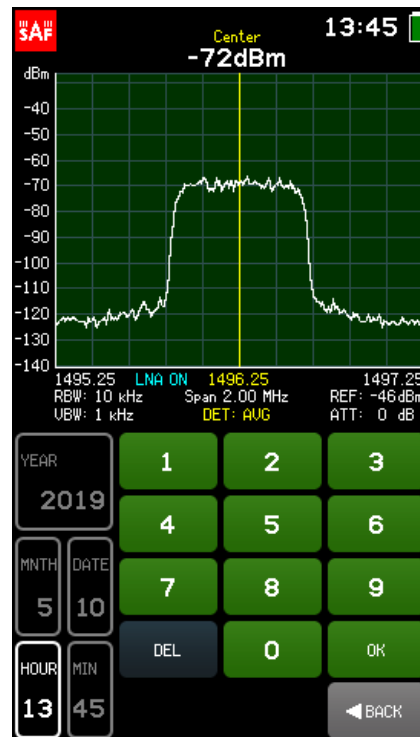 SAF
Center
13:45
-72dBm
dBm
-40
-50
-60
-70
-80
-90
-100
-110
-120
-130
-140
1495.25 LNA ON 1496.25 1497.25
RBW: 10 kHz Span 2.00 MHz REF: -46dBm
VBW: 1 kHz DET: AVG ATT: 0 dB
YEAR
2019
1 2 3
4 5 6
MNTH DATE
5 10
7 8 9
DEL 0 OK
HOUR MIN
13 45
BACK